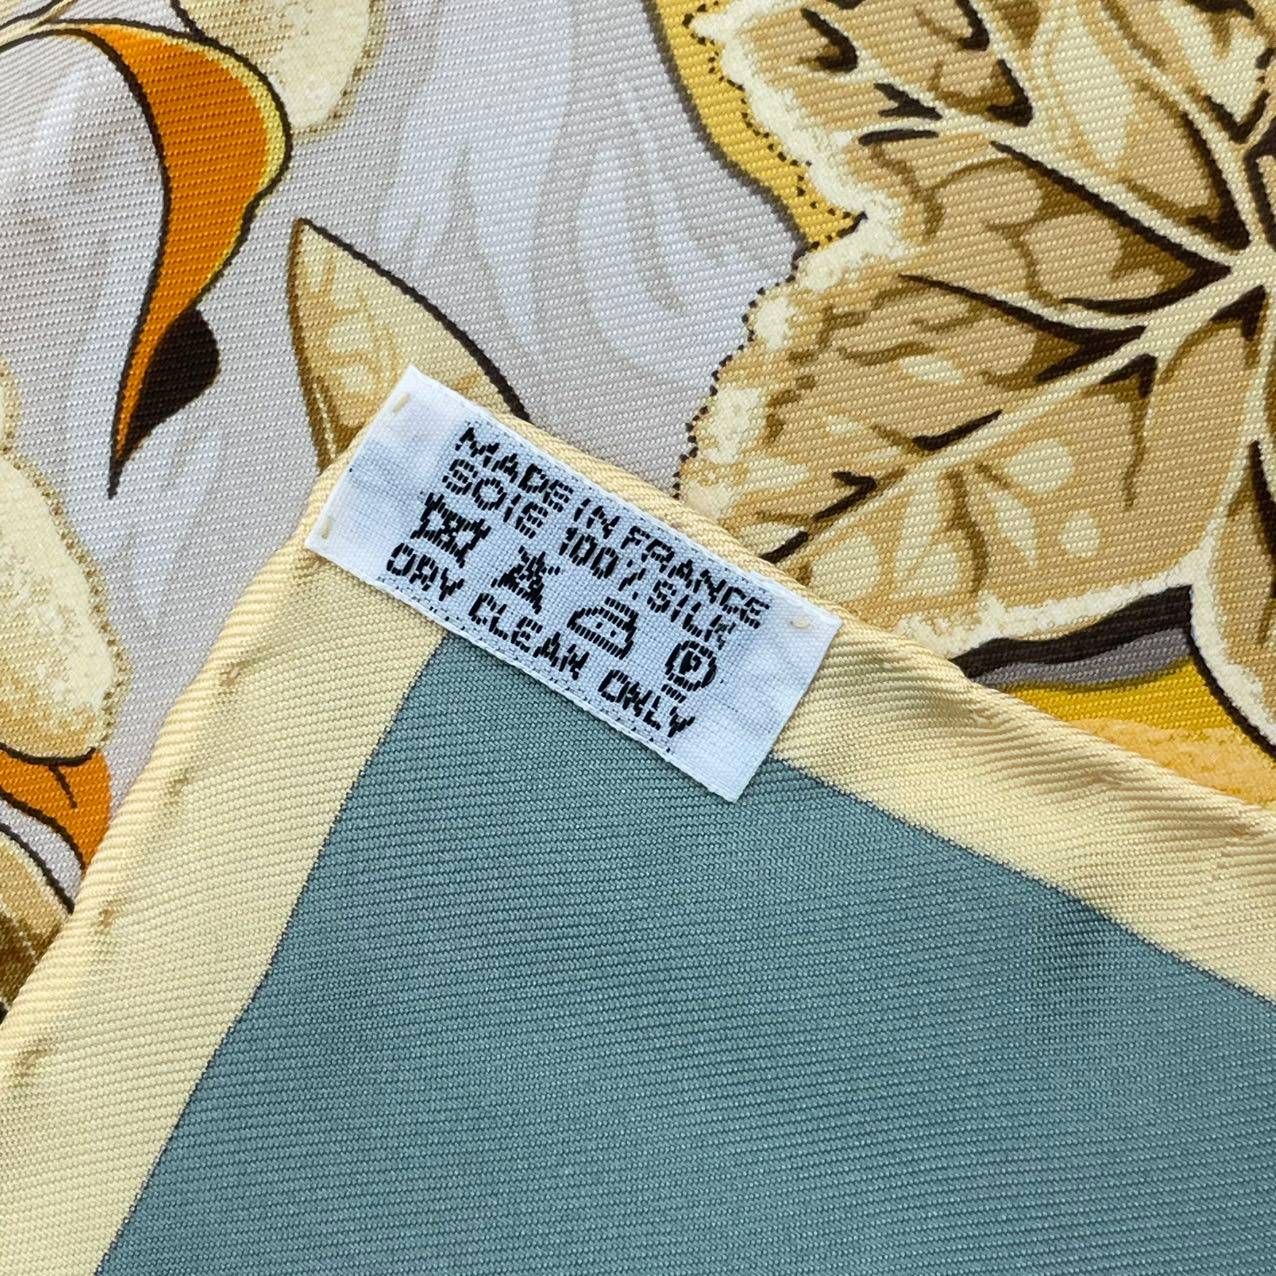 MADE IN FRANCE
SOIE 100% SILK
P
DRY CLEAN ONLY